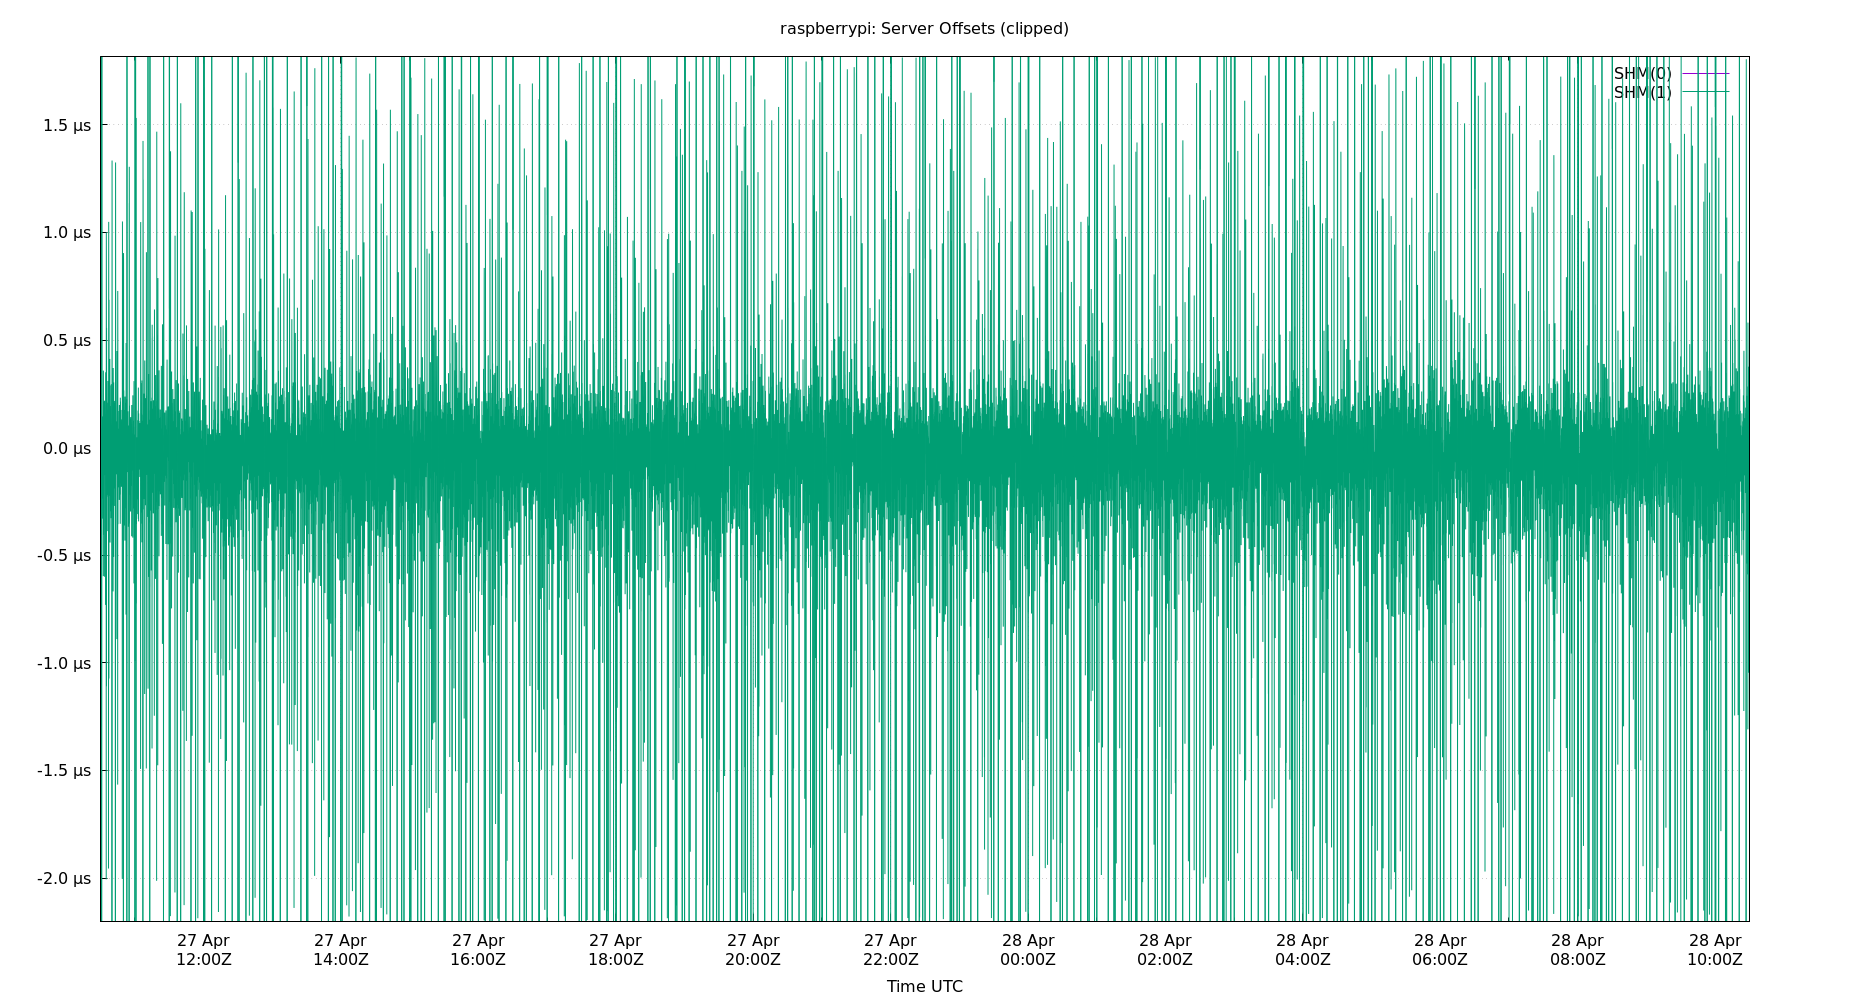 raspberrypi: Server Offsets (clipped)
SHM(0)
SHM(1)
1.5 µs
1.0 µs
0.5 µs
0.0 µs
-0.5 µs
-1.0 µs
-1.5 µs
-2.0 µs
27 Apr 27 Apr 27 Apr 27 Apr 27 Apr 27 Apr 28 Apr 28 Apr 28 Apr 28 Apr 28 Apr 28 Apr
12:00Z 14:00Z 16:00Z 18:00Z 20:00Z 22:00Z 00:00Z 02:00Z 04:00Z 06:00Z 08:00Z 10:00Z
Time UTC